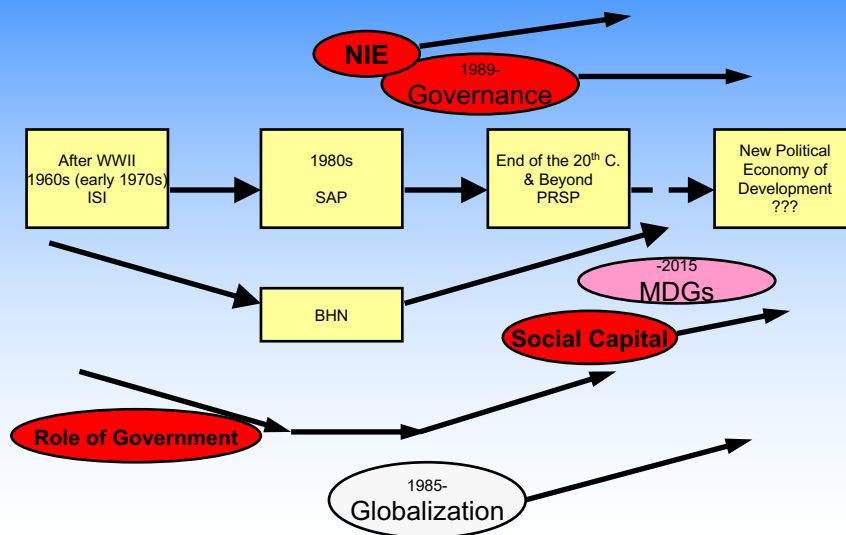 NIE
1989-
Governance
After WWII
1960s (early 1970s)
ISI
1980s
SAP
End of the 20th C.
& Beyond
PRSP
New Political
Economy of
Development
???
BHN
-2015
MDGs
Social Capital
Role of Government
1985-
Globalization